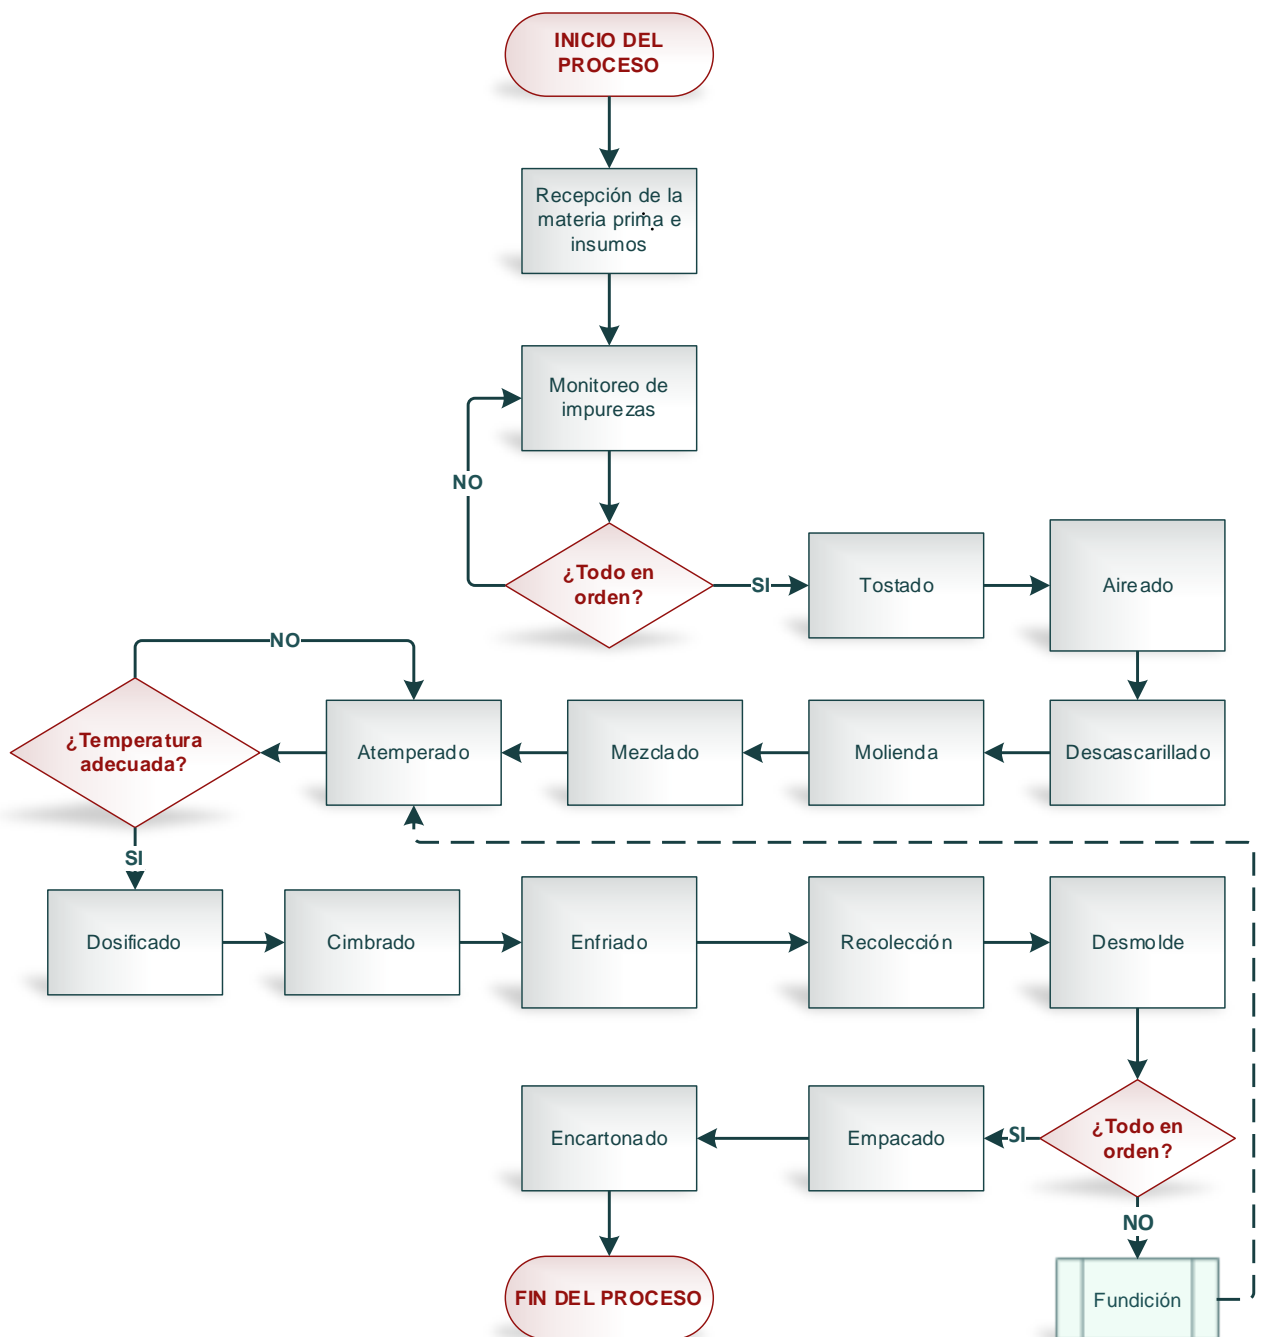 INICIO DEL
PROCESO
Recepción de la
materia prima e
insumos
Monitoreo de
impurezas
NO
¿Todo en
orden?
SI
Tostado
Aireado
NO
¿Temperatura
adecuada?
Atemperado
Mezclado
Molienda
Descascarillado
SI
Dosificado
Cimbrado
Enfriado
Recolección
Desmolde
Encartonado
Empacado
SI
¿Todo en
orden?
NO
FIN DEL PROCESO
Fundición